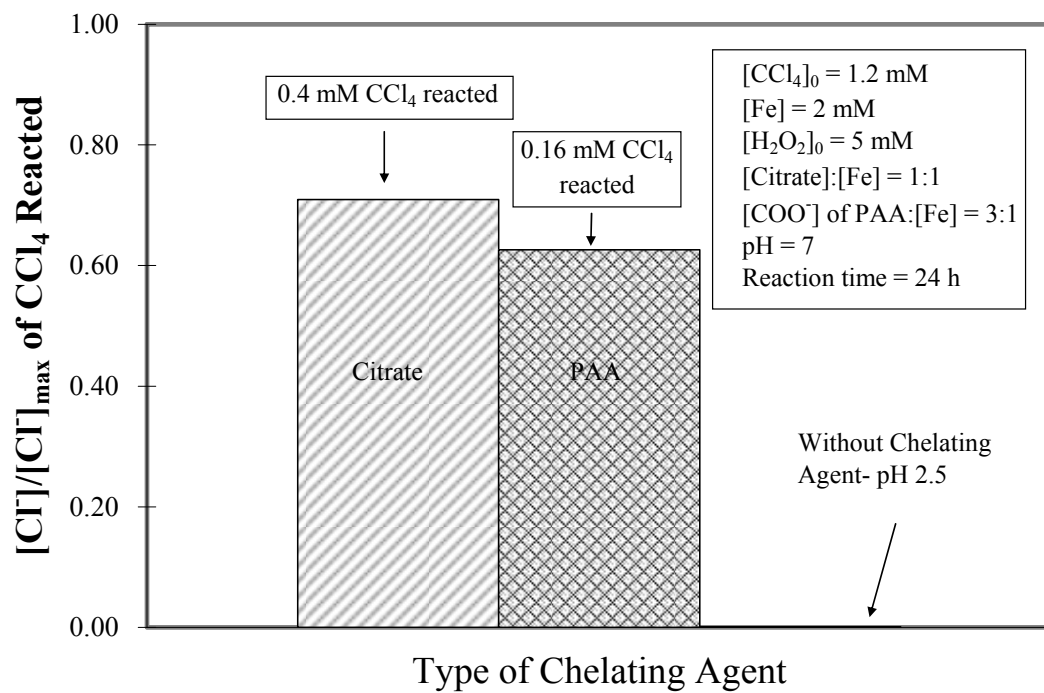 [Cl⁻]/[Cl⁻]max of CCl₄ Reacted
1.00
0.80
0.60
0.40
0.20
0.00
0.4 mM CCl₄ reacted
0.16 mM CCl₄
reacted
[CCl₄]₀ = 1.2 mM
[Fe] = 2 mM
[H₂O₂]₀ = 5 mM
[Citrate]:[Fe] = 1:1
[COO⁻] of PAA:[Fe] = 3:1
pH = 7
Reaction time = 24 h
Citrate
PAA
Without Chelating
Agent- pH 2.5
Type of Chelating Agent